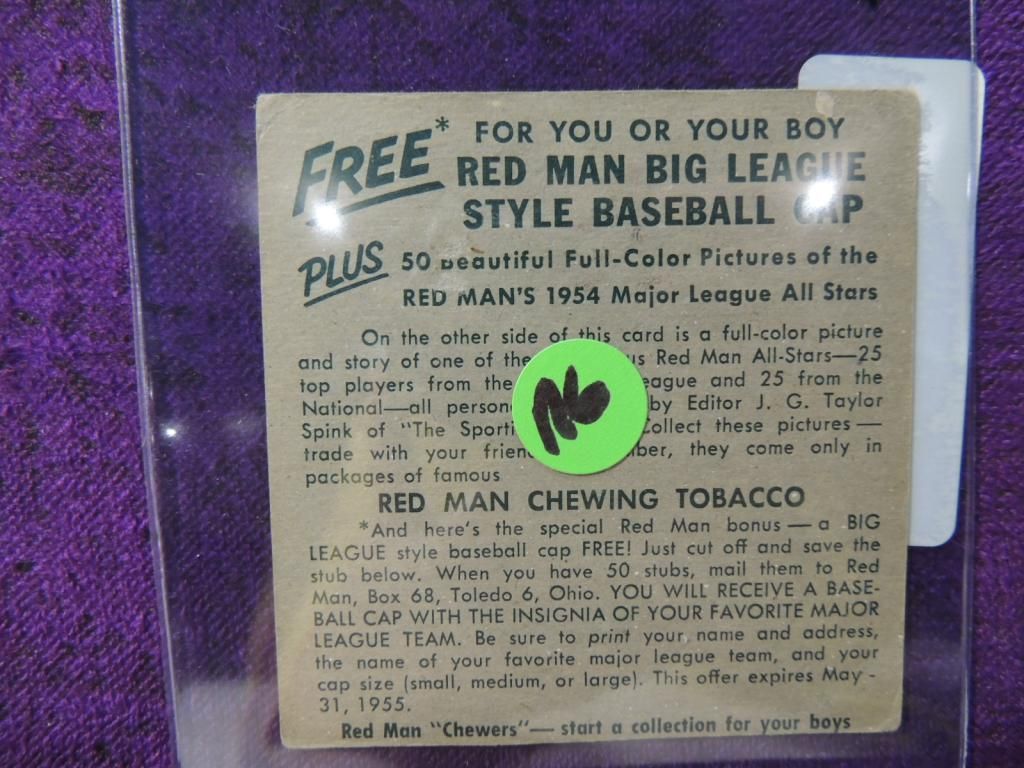 FREE* FOR YOU OR YOUR BOY
RED MAN BIG LEAGUE
STYLE BASEBALL CAP
PLUS 50 Beautiful Full-Color Pictures of the
RED MAN'S 1954 Major League All Stars
On the other side of this card is a full-color picture
and story of one of the us Red Man All-Stars—25
top players from the eague and 25 from the
National—all person by Editor J. G. Taylor
Spink of "The Sporti Collect these pictures —
trade with your frien ber, they come only in
packages of famous
RED MAN CHEWING TOBACCO
*And here's the special Red Man bonus — a BIG
LEAGUE style baseball cap FREE! Just cut off and save the
stub below. When you have 50 stubs, mail them to Red
Man, Box 68, Toledo 6, Ohio. YOU WILL RECEIVE A BASE-
BALL CAP WITH THE INSIGNIA OF YOUR FAVORITE MAJOR
LEAGUE TEAM. Be sure to print your name and address,
the name of your favorite major league team, and your
cap size (small, medium, or large). This offer expires May -
31, 1955.
Red Man "Chewers" — start a collection for your boys